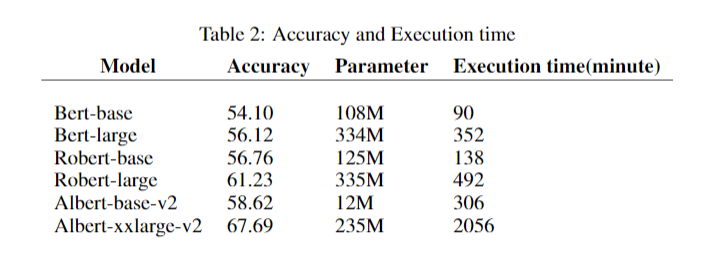 Table 2: Accuracy and Execution time
Model Accuracy Parameter Execution time(minute)
Bert-base 54.10 108M 90
Bert-large 56.12 334M 352
Robert-base 56.76 125M 138
Robert-large 61.23 335M 492
Albert-base-v2 58.62 12M 306
Albert-xxlarge-v2 67.69 235M 2056